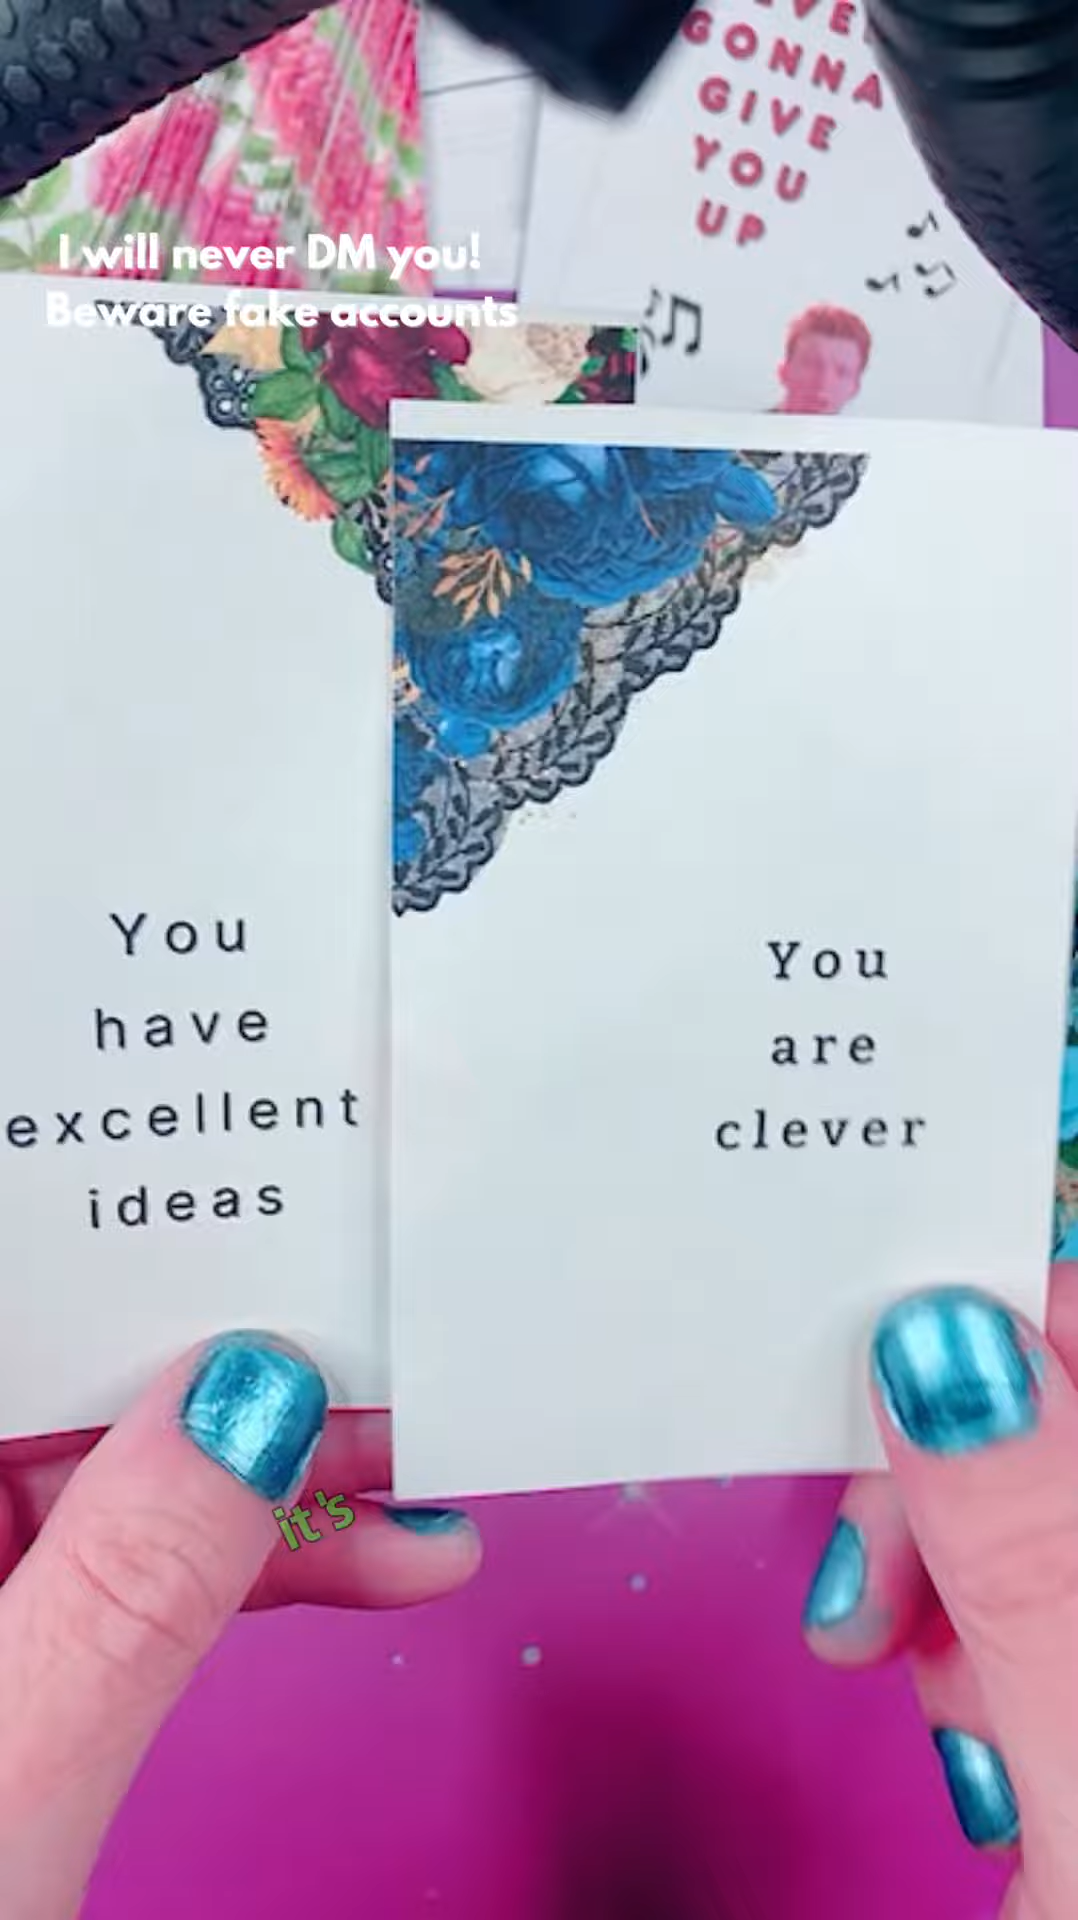 GONNA
GIVE
YOU
UP
I will never DM you!
Beware fake accounts
You
have
excellent
ideas
You
are
clever
it's